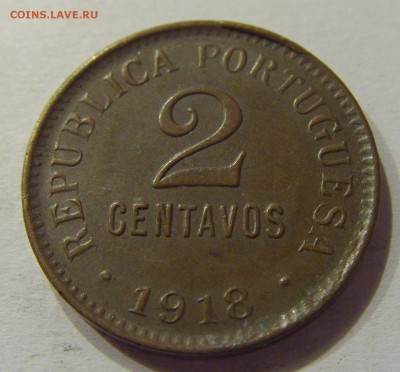 COINS.LAVE.RU
REPUBLICA PORTUGUESA
2
CENTAVOS
· 1918 ·